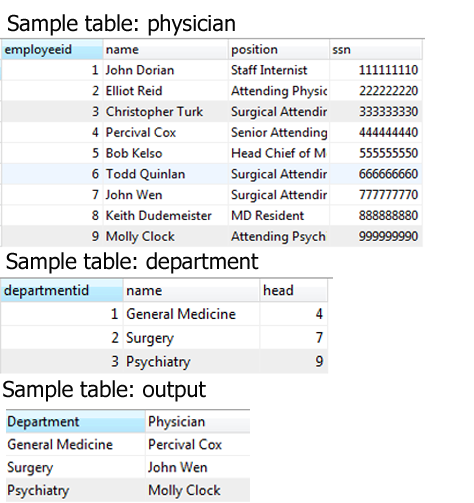 Sample table: physician
employeeid name position ssn
1 John Dorian Staff Internist 111111110
2 Elliot Reid Attending Physic 222222220
3 Christopher Turk Surgical Attendir 333333330
4 Percival Cox Senior Attending 444444440
5 Bob Kelso Head Chief of M 555555550
6 Todd Quinlan Surgical Attendir 666666660
7 John Wen Surgical Attendir 777777770
8 Keith Dudemeister MD Resident 888888880
9 Molly Clock Attending Psych 999999990
Sample table: department
departmentid name head
1 General Medicine 4
2 Surgery 7
3 Psychiatry 9
Sample table: output
Department Physician
General Medicine Percival Cox
Surgery John Wen
Psychiatry Molly Clock